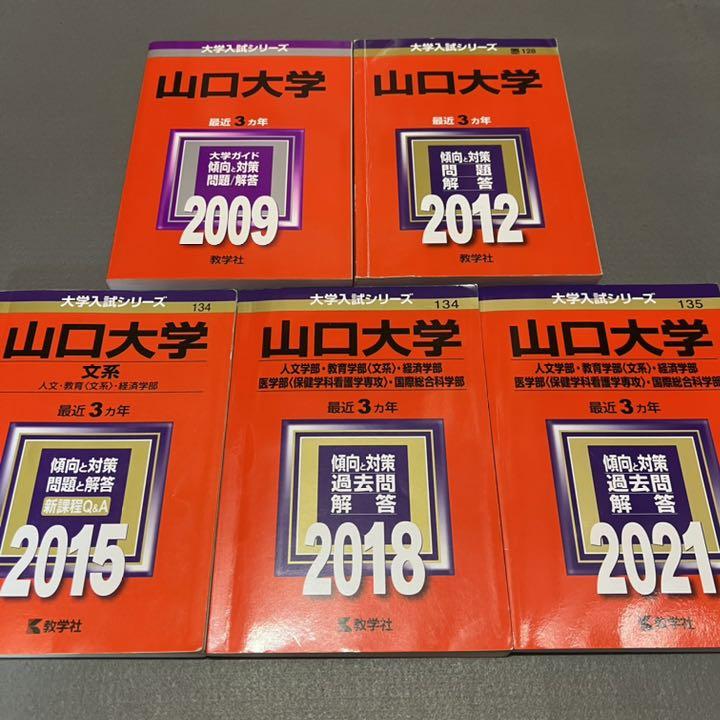 大学入試シリーズ
山口大学
最近3ヵ年
大学ガイド
傾向と対策
問題/解答
2009
教学社
大学入試シリーズ
128
山口大学
最近3ヵ年
傾向と対策
問題
解答
2012
教学社
大学入試シリーズ
134
山口大学
文系
人文・教育〈文系〉・経済学部
最近3ヵ年
傾向と対策
問題と解答
新課程Q&A
2015
教学社
大学入試シリーズ
134
山口大学
人文学部・教育学部〈文系〉・経済学部
医学部〈保健学科看護学専攻〉・国際総合科学部
最近3ヵ年
傾向と対策
過去問
解答
2018
教学社
大学入試シリーズ
135
山口大学
人文学部・教育学部〈文系〉・経済学部
医学部〈保健学科看護学専攻〉・国際総合科学部
最近3ヵ年
傾向と対策
過去問
解答
2021
教学社